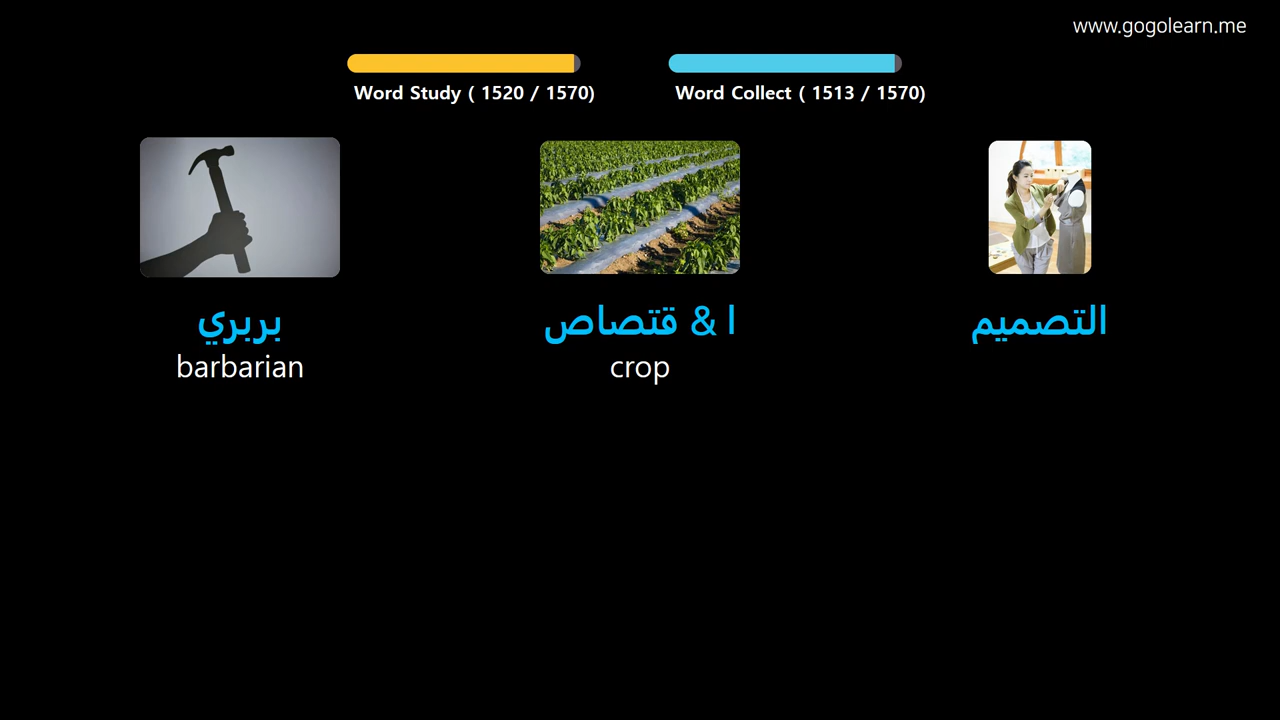 www.gogolearn.me
Word Study ( 1520 / 1570)
Word Collect ( 1513 / 1570)
بربري
barbarian
ا & قتصاص
crop
التصميم